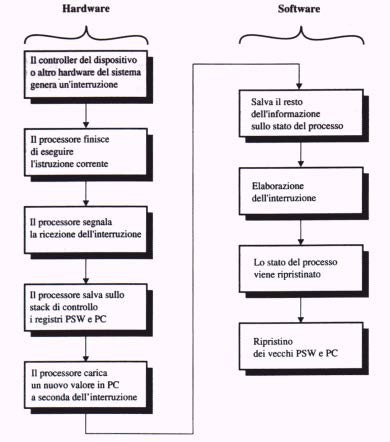 Hardware
Il controller del dispositivo
o altro hardware del sistema
genera un'interruzione
Il processore finisce
di eseguire
l'istruzione corrente
Il processore segnala
la ricezione dell'interruzione
Il processore salva sullo
stack di controllo
i registri PSW e PC
Il processore carica
un nuovo valore in PC
a seconda dell'interruzione
Software
Salva il resto
dell'informazione
sullo stato del processo
Elaborazione
dell'interruzione
Lo stato del processo
viene ripristinato
Ripristino
dei vecchi PSW e PC